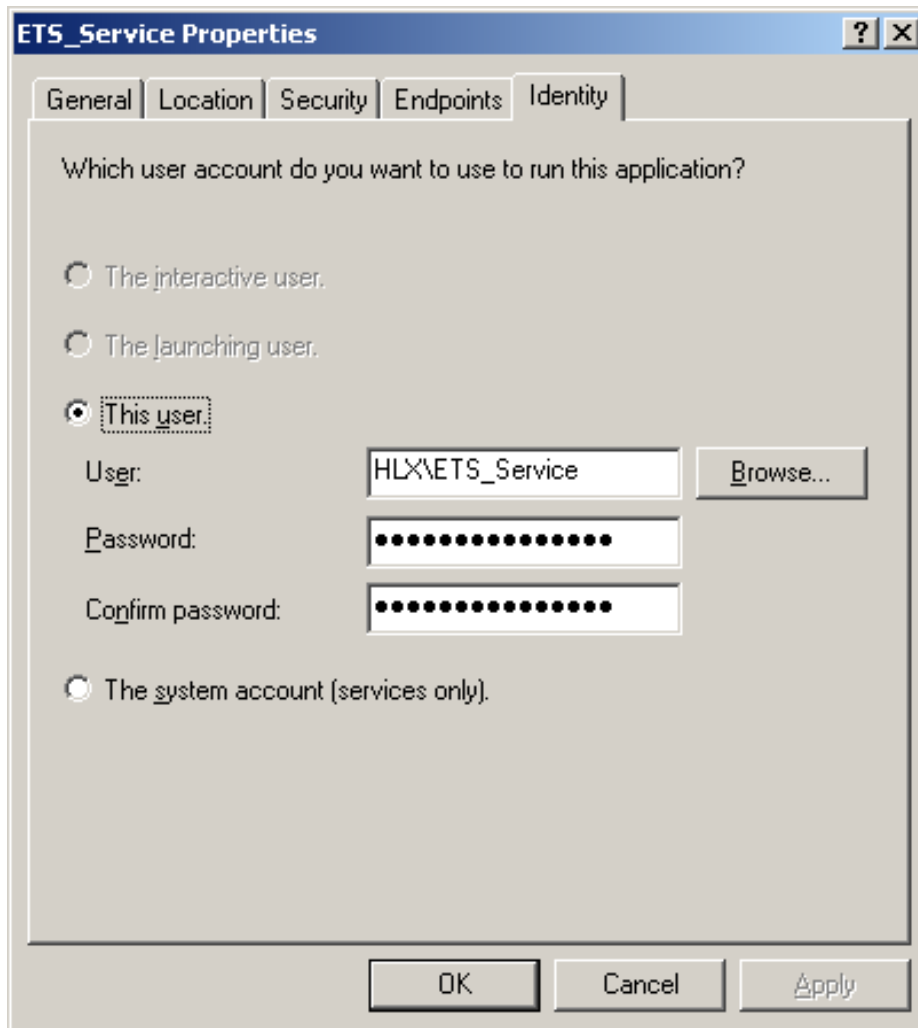 ETS_Service Properties
General Location Security Endpoints Identity
Which user account do you want to use to run this application?
The interactive user.
The launching user.
This user.
User: HLX\ETS_Service Browse...
Password: •••••••••••••••
Confirm password: •••••••••••••••
The system account (services only).
OK Cancel Apply